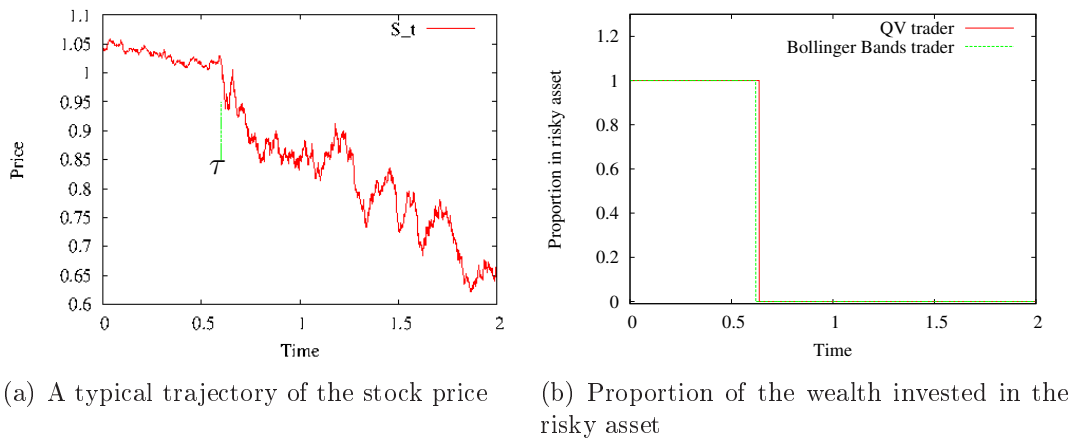 1.1
1.05
1
0.95
0.9
0.85
0.8
0.75
0.7
0.65
0.6
Price
S_t
τ
0 0.5 1 1.5 2
Time
1.2
1
0.8
0.6
0.4
0.2
0
Proportion in risky asset
QV trader
Bollinger Bands trader
0 0.5 1 1.5 2
Time
(a) A typical trajectory of the stock price
(b) Proportion of the wealth invested in the
risky asset